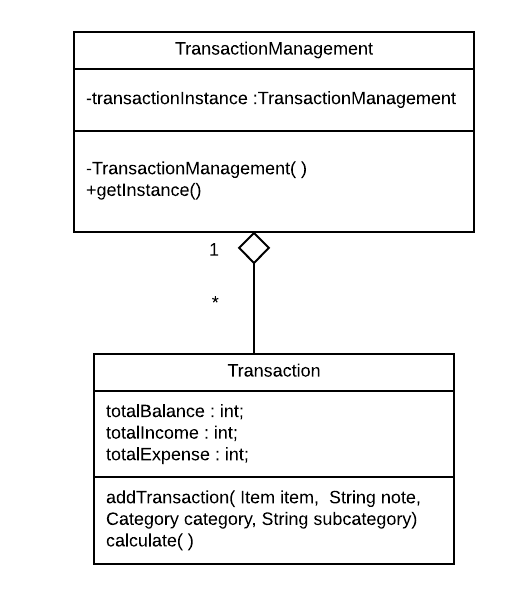 TransactionManagement
-transactionInstance :TransactionManagement
-TransactionManagement( )
+getInstance()
1
*
Transaction
totalBalance : int;
totalIncome : int;
totalExpense : int;
addTransaction( Item item,  String note,
Category category, String subcategory)
calculate( )